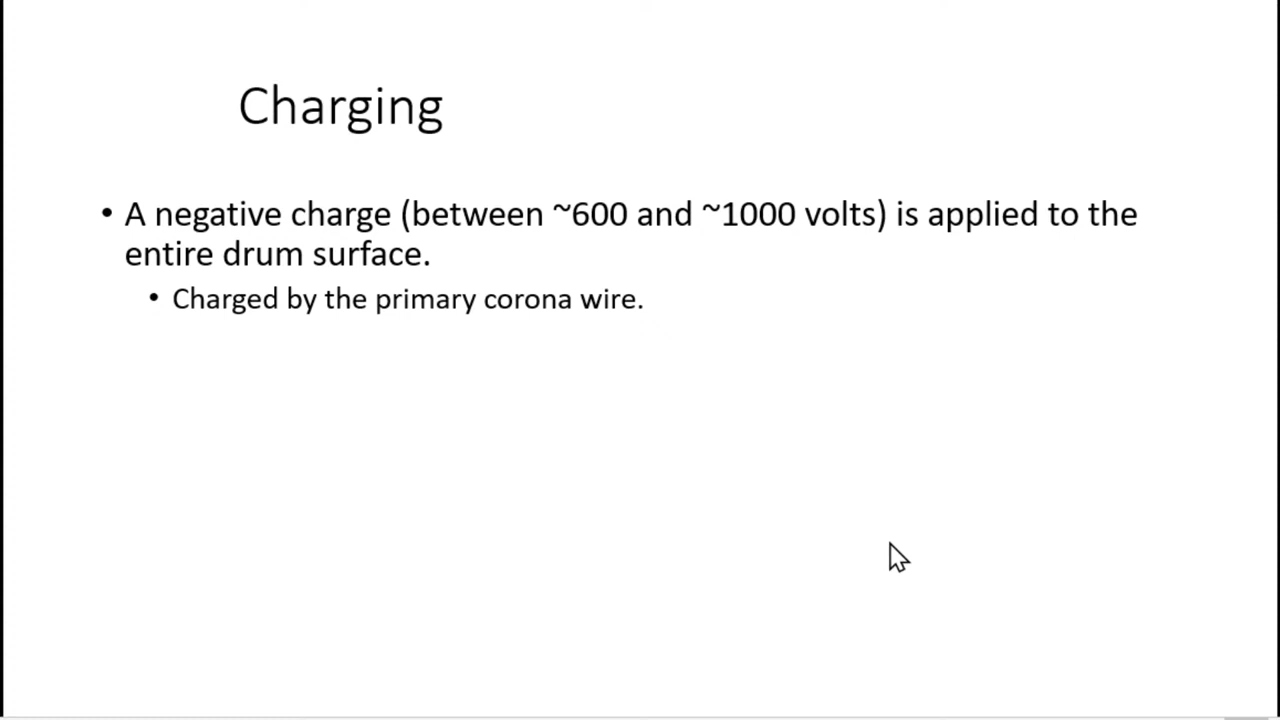 Charging
• A negative charge (between ~600 and ~1000 volts) is applied to the
entire drum surface.
• Charged by the primary corona wire.